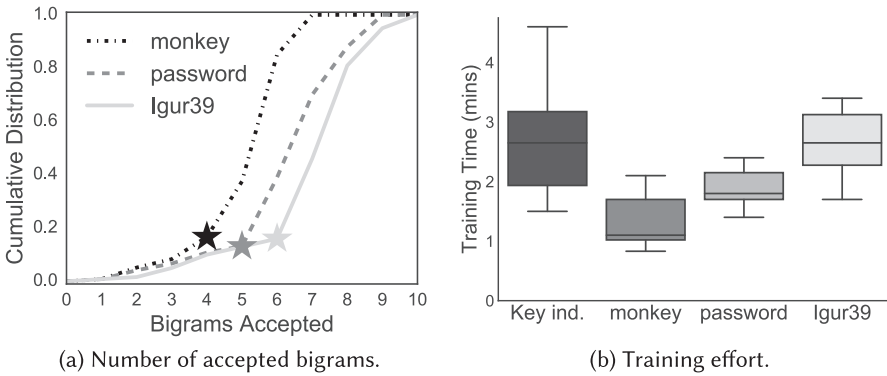 Cumulative Distribution
1.0
0.8
0.6
0.4
0.2
0.0
monkey
password
lgur39
0 1 2 3 4 5 6 7 8 9 10
Bigrams Accepted
(a) Number of accepted bigrams.
Training Time (mins)
4
3
2
1
0
Key ind. monkey password lgur39
(b) Training effort.